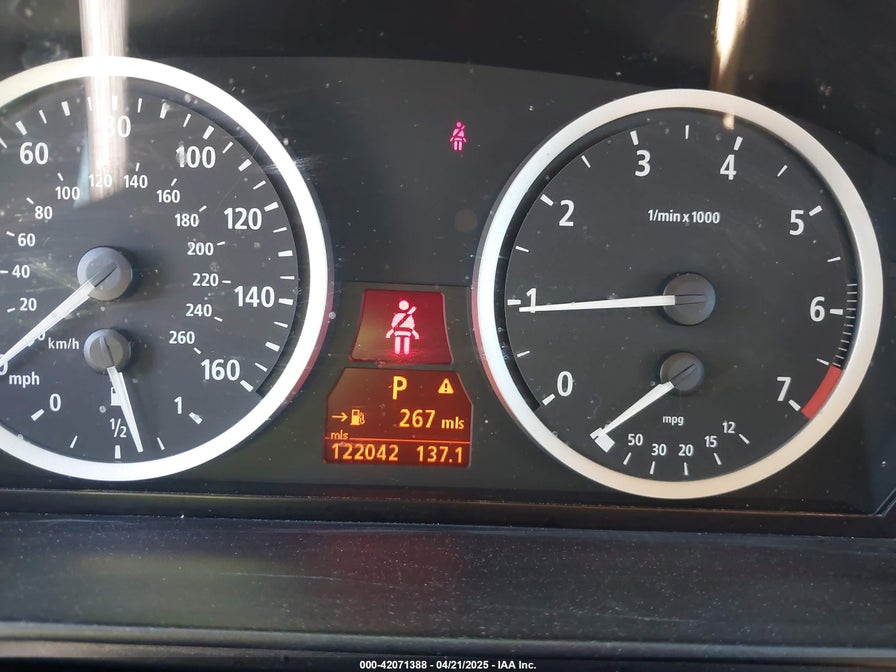 60 80 100 120 140 160
20 40 60 80 100 120 140 160 180 200 220 240 260
km/h
mph
0 1/2 1
P
267 mls
mls
122042 137.1
0 1 2 3 4 5 6 7
1/min x 1000
mpg
50 30 20 15 12
000-42071388 - 04/21/2025 - IAA Inc.